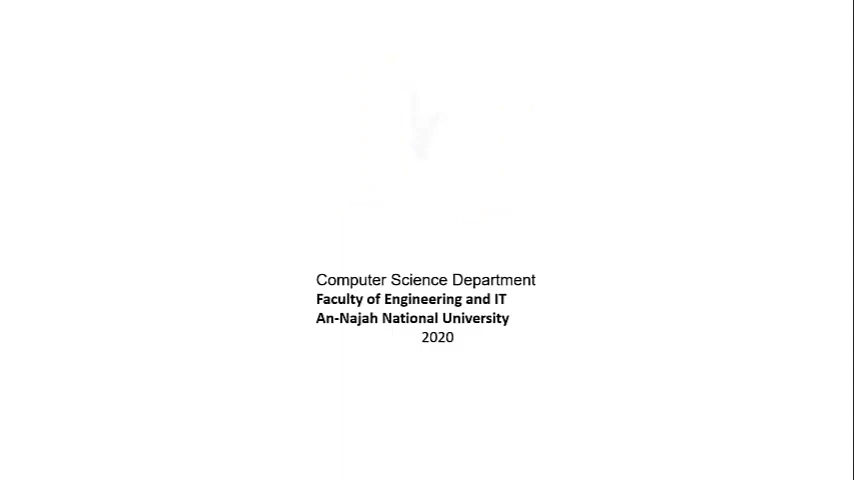 Computer Science Department
Faculty of Engineering and IT
An-Najah National University
2020